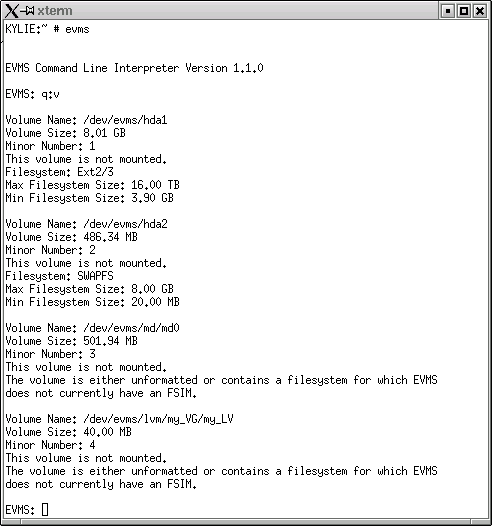 xterm
KYLIE:~ # evms
EVMS Command Line Interpreter Version 1.1.0
EVMS: q:v
Volume Name: /dev/evms/hda1
Volume Size: 8.01 GB
Minor Number: 1
This volume is not mounted.
Filesystem: Ext2/3
Max Filesystem Size: 16.00 TB
Min Filesystem Size: 3.90 GB
Volume Name: /dev/evms/hda2
Volume Size: 486.34 MB
Minor Number: 2
This volume is not mounted.
Filesystem: SWAPFS
Max Filesystem Size: 8.00 GB
Min Filesystem Size: 20.00 MB
Volume Name: /dev/evms/md/md0
Volume Size: 501.94 MB
Minor Number: 3
This volume is not mounted.
The volume is either unformatted or contains a filesystem for which EVMS
does not currently have an FSIM.
Volume Name: /dev/evms/lvm/my_VG/my_LV
Volume Size: 40.00 MB
Minor Number: 4
This volume is not mounted.
The volume is either unformatted or contains a filesystem for which EVMS
does not currently have an FSIM.
EVMS: